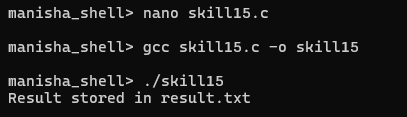 manisha_shell> nano skill15.c
manisha_shell> gcc skill15.c -o skill15
manisha_shell> ./skill15
Result stored in result.txt